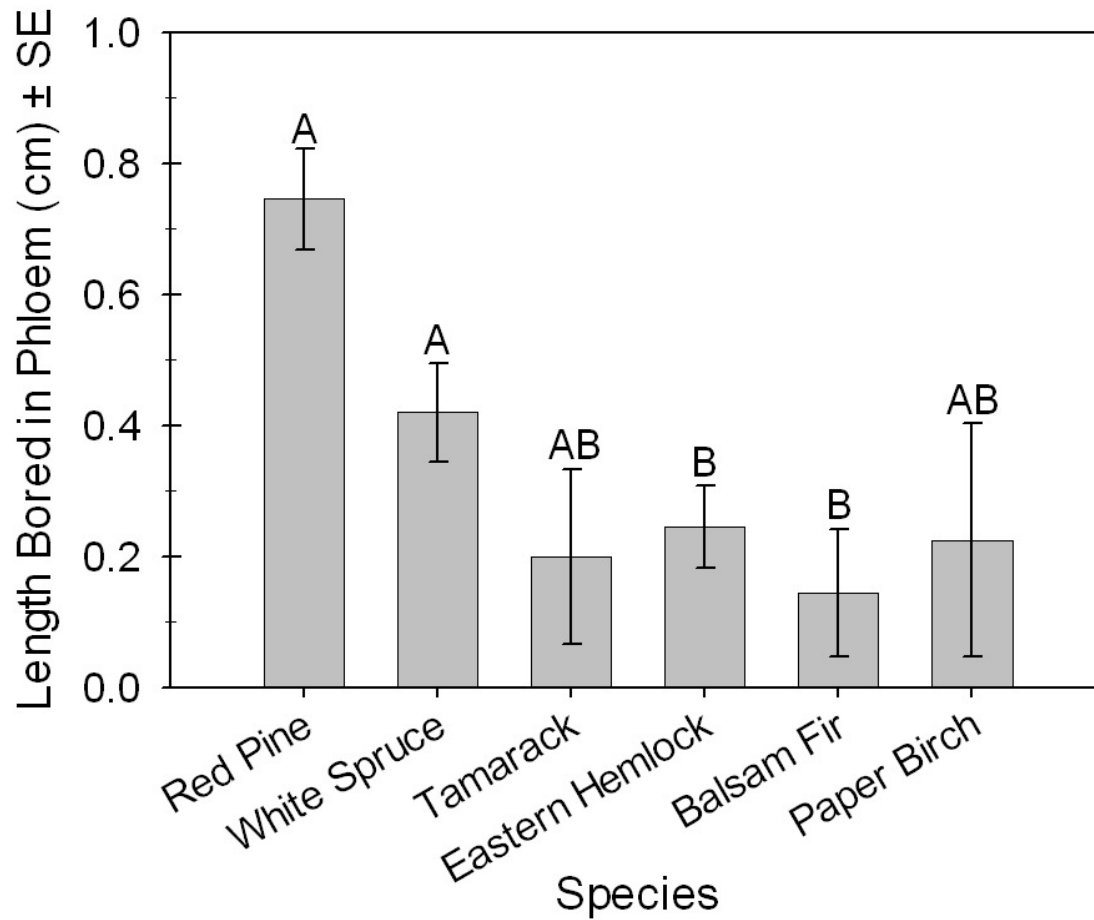 Length Bored in Phloem (cm) ± SE
1.0
0.8
0.6
0.4
0.2
0.0
A
A
AB
B
B
AB
Red Pine
White Spruce
Tamarack
Eastern Hemlock
Balsam Fir
Paper Birch
Species